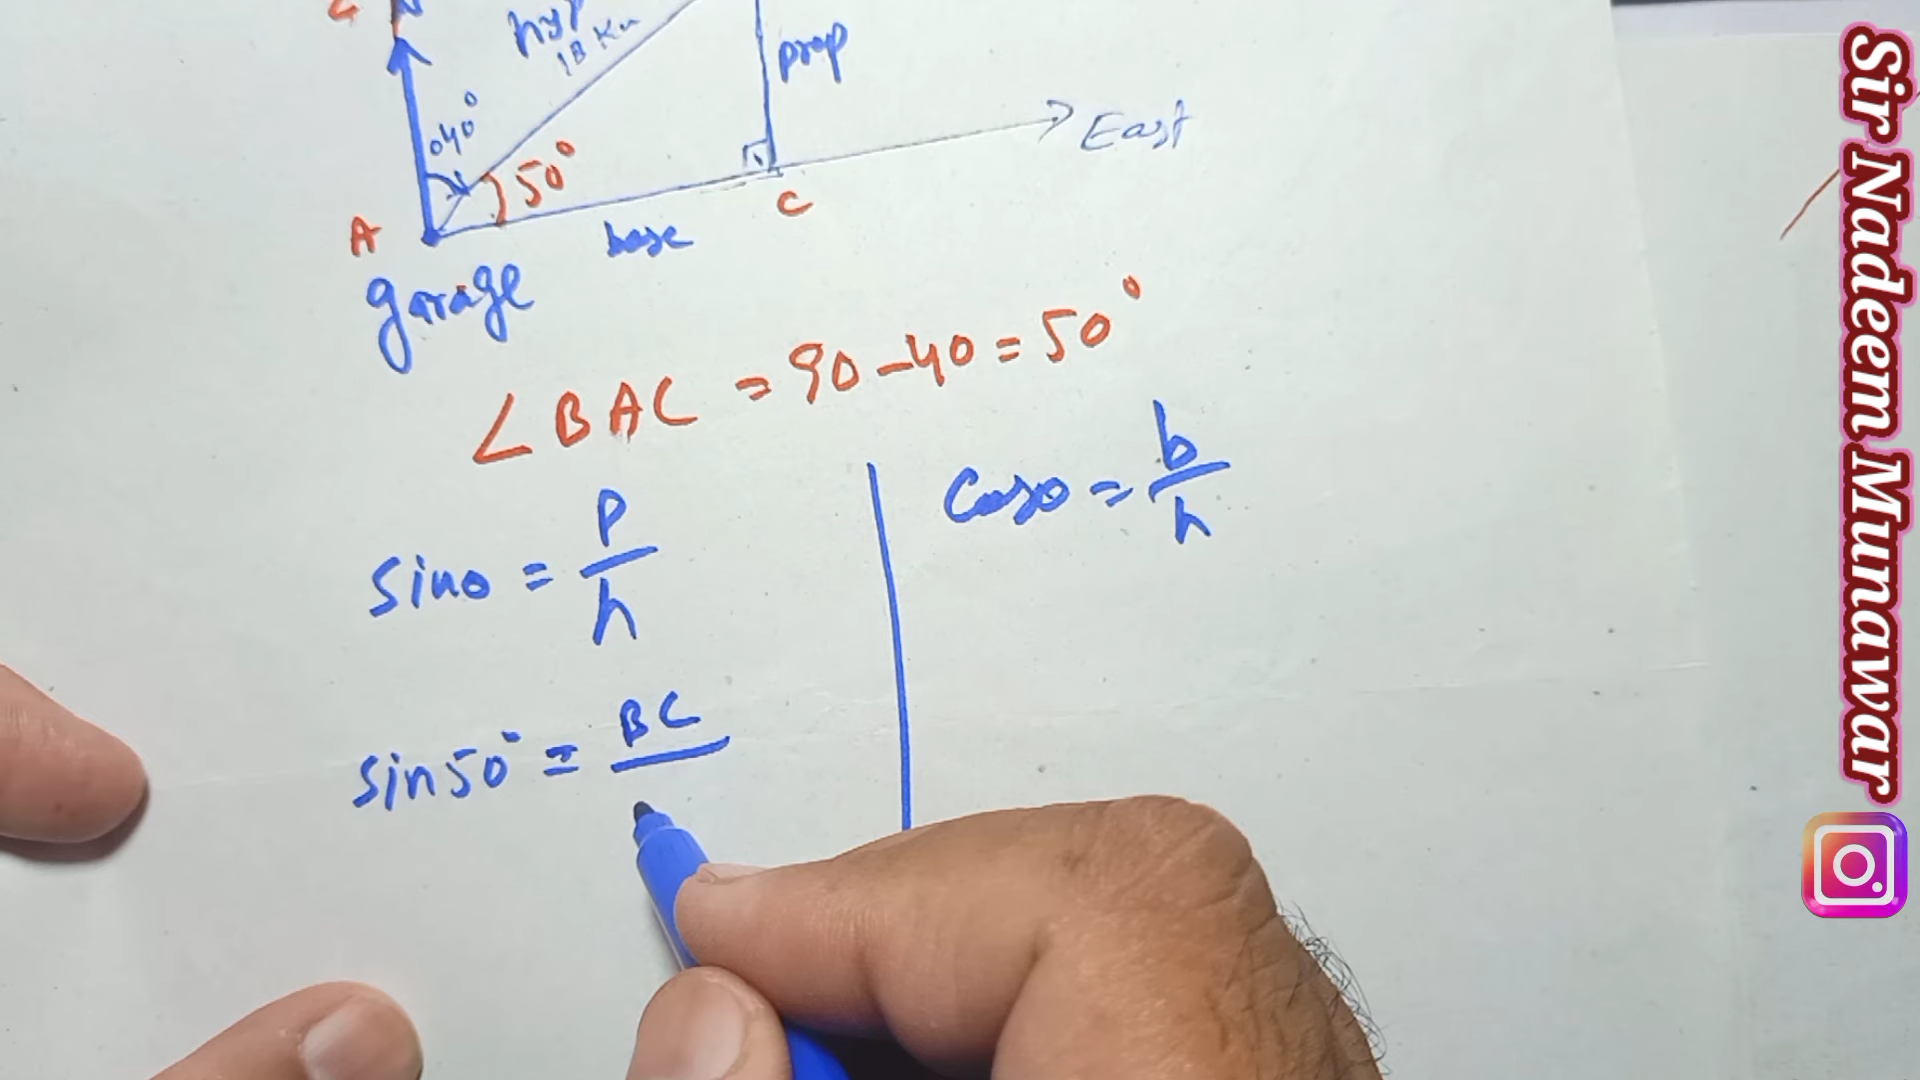 N
hyp
18 Km
prop
040°
50°
East
A
C
base
garage
∠BAC = 90-40=50°
sinθ = P/h
Cosθ = b/h
sin50° = BC
Sir Nadeem Munawar